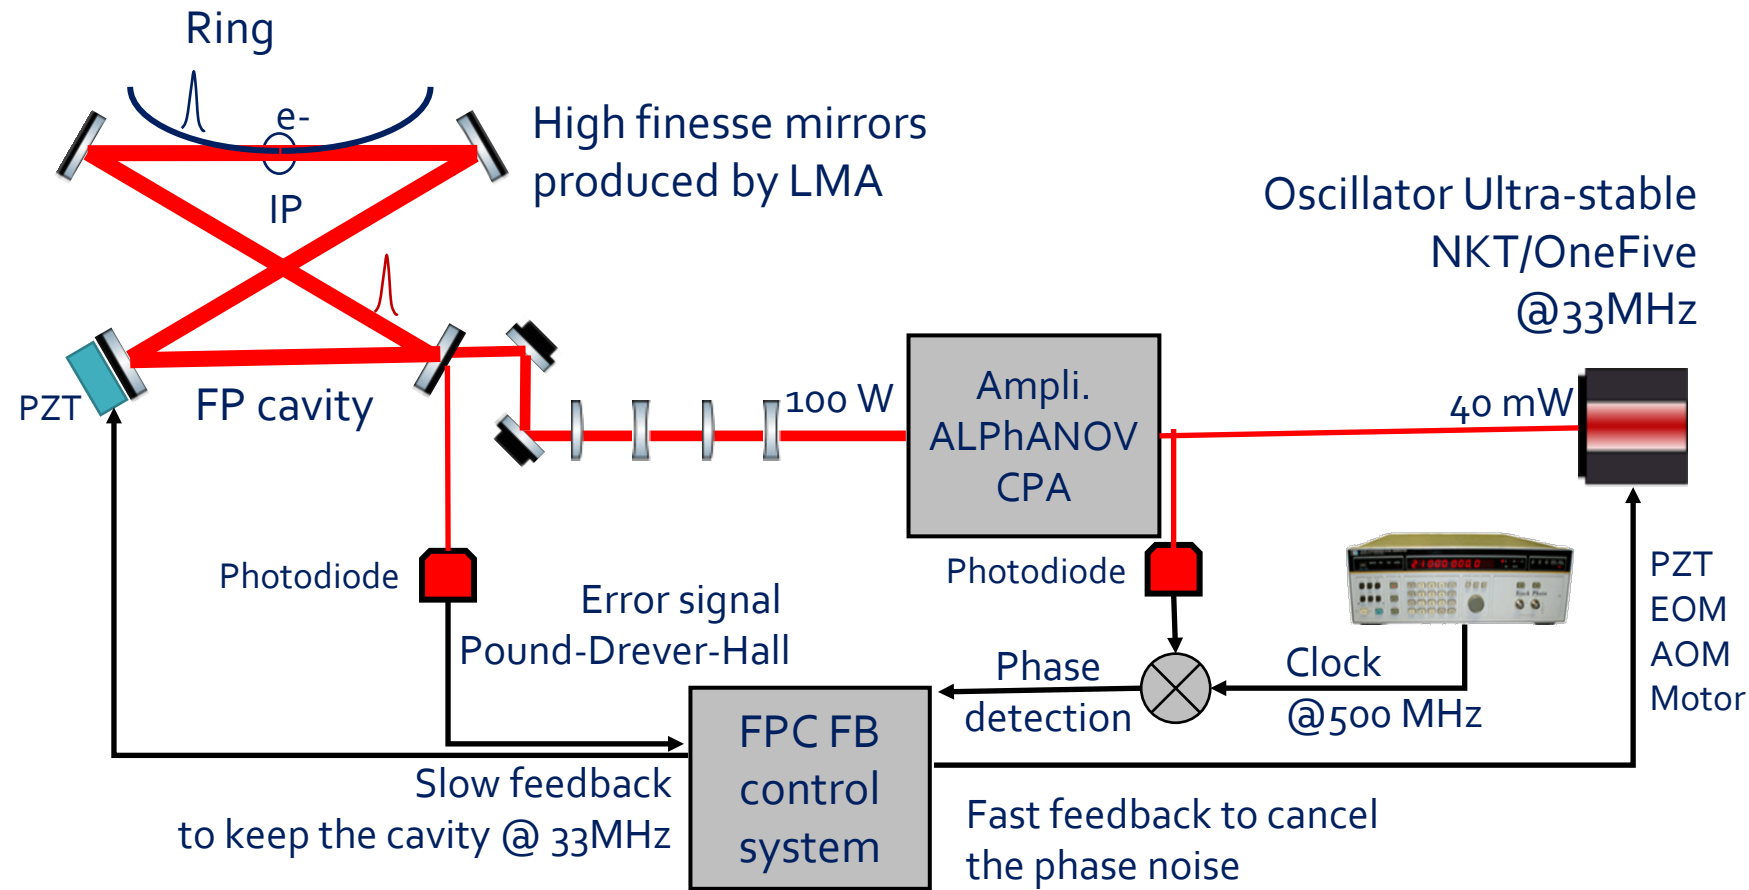 Ring
e-
High finesse mirrors
produced by LMA
IP
Oscillator Ultra-stable
NKT/OneFive
@33MHz
PZT
FP cavity
100 W
Ampli.
ALPhANOV
CPA
40 mW
Photodiode
Error signal
Pound-Drever-Hall
Photodiode
Phase
detection
Clock
@500 MHz
PZT
EOM
AOM
Motor
FPC FB
control
system
Slow feedback
to keep the cavity @ 33MHz
Fast feedback to cancel
the phase noise